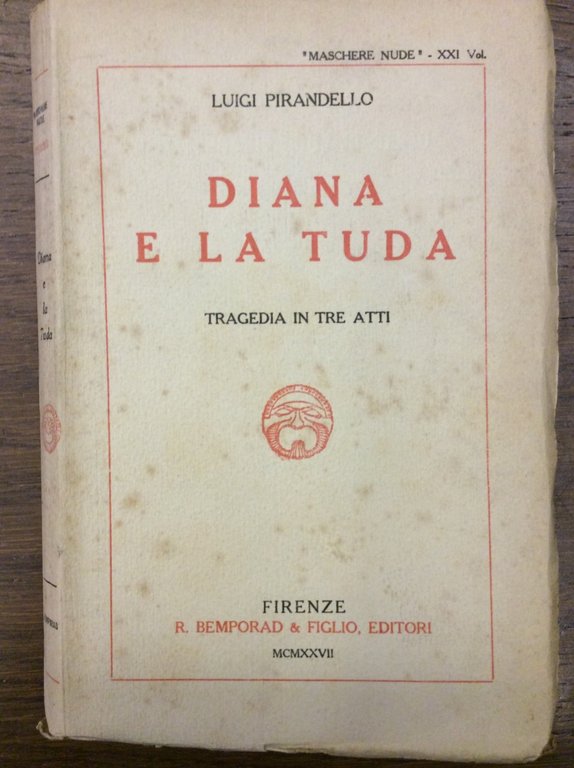 "MASCHERE NUDE" - XXI Vol.
LUIGI PIRANDELLO
DIANA
E LA TUDA
TRAGEDIA IN TRE ATTI
FIRENZE
R. BEMPORAD & FIGLIO, EDITORI
MCMXXVII
Diana
e
la
Tuda